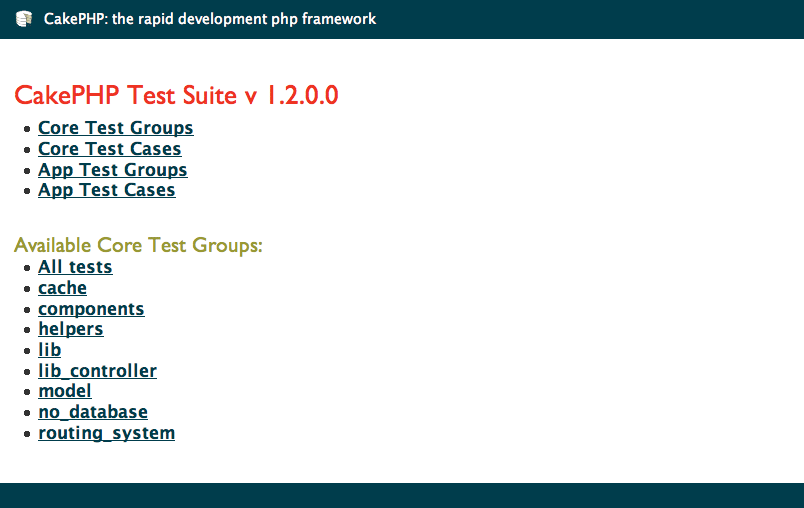 CakePHP: the rapid development php framework
CakePHP Test Suite v 1.2.0.0
Core Test Groups
Core Test Cases
App Test Groups
App Test Cases
Available Core Test Groups:
All tests
cache
components
helpers
lib
lib_controller
model
no_database
routing_system